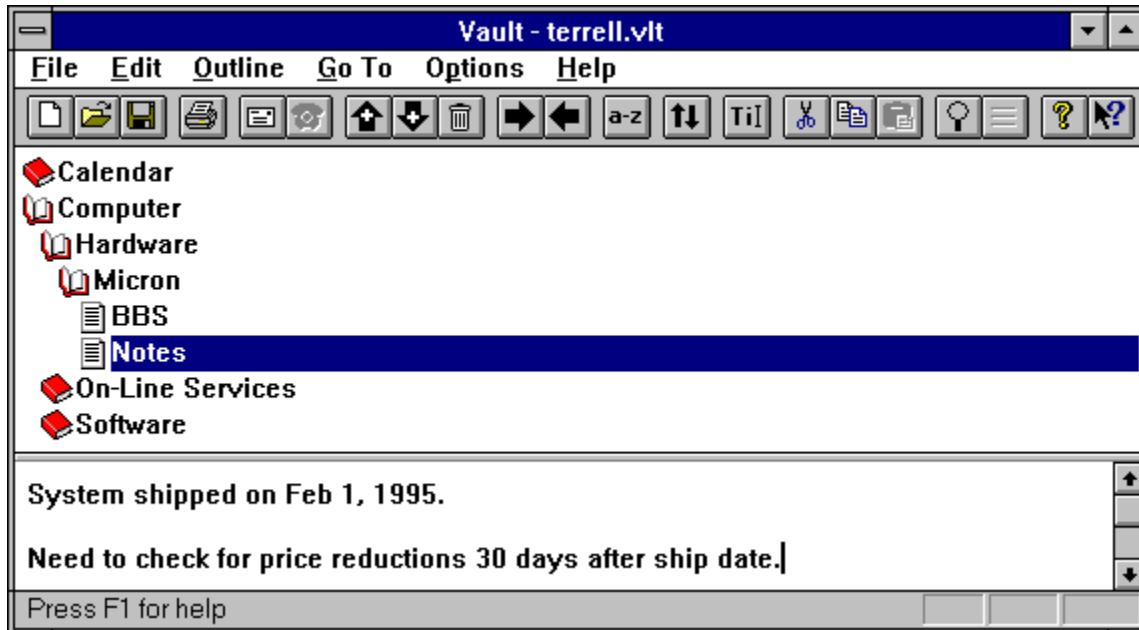 Vault - terrell.vlt
File Edit Outline Go To Options Help
a-z TiI ? ?
Calendar
Computer
Hardware
Micron
BBS
Notes
On-Line Services
Software
System shipped on Feb 1, 1995.
Need to check for price reductions 30 days after ship date.
Press F1 for help